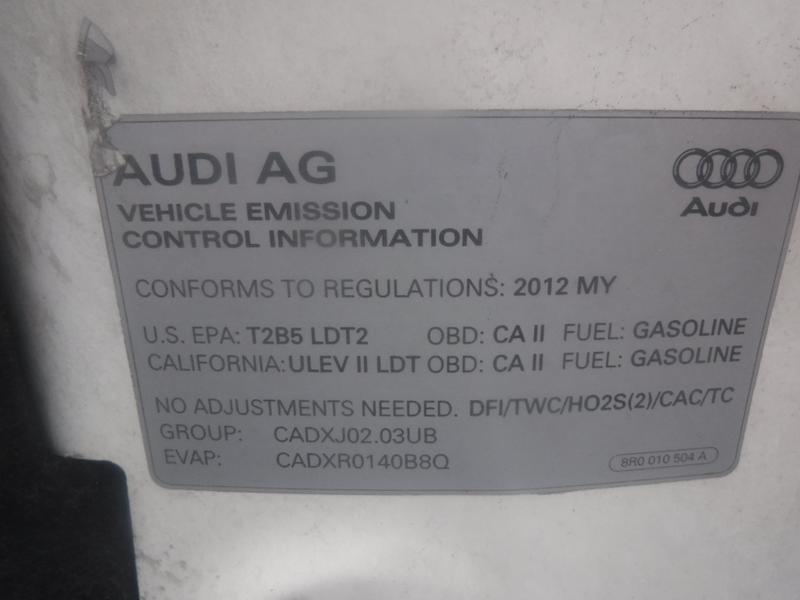 AUDI AG
Audi
VEHICLE EMISSION
CONTROL INFORMATION
CONFORMS TO REGULATIONS: 2012 MY
U.S. EPA: T2B5 LDT2 OBD: CA II FUEL: GASOLINE
CALIFORNIA: ULEV II LDT OBD: CA II FUEL: GASOLINE
NO ADJUSTMENTS NEEDED. DFI/TWC/HO2S(2)/CAC/TC
GROUP: CADXJ02.03UB
EVAP: CADXR0140B8Q
8R0 010 504 A